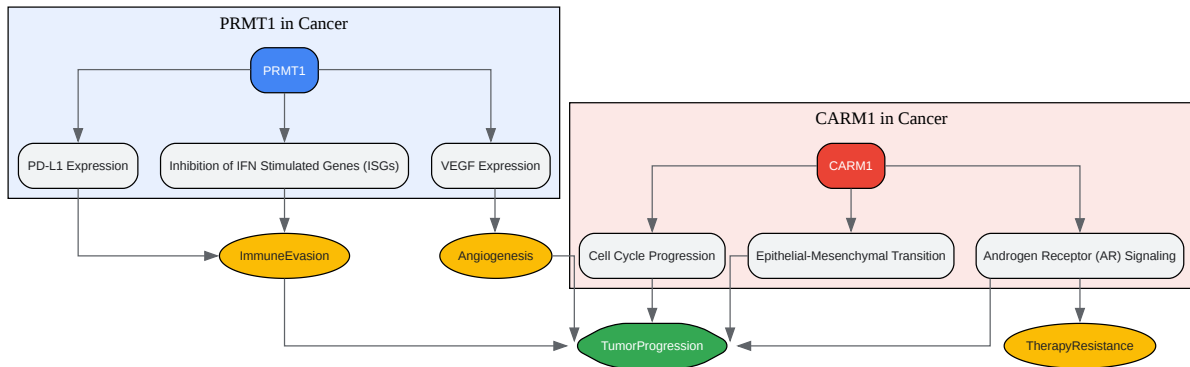 PRMT1 in Cancer
PRMT1
PD-L1 Expression
Inhibition of IFN Stimulated Genes (ISGs)
VEGF Expression
CARM1 in Cancer
CARM1
ImmuneEvasion
Angiogenesis
Cell Cycle Progression
Epithelial-Mesenchymal Transition
Androgen Receptor (AR) Signaling
TumorProgression
TherapyResistance